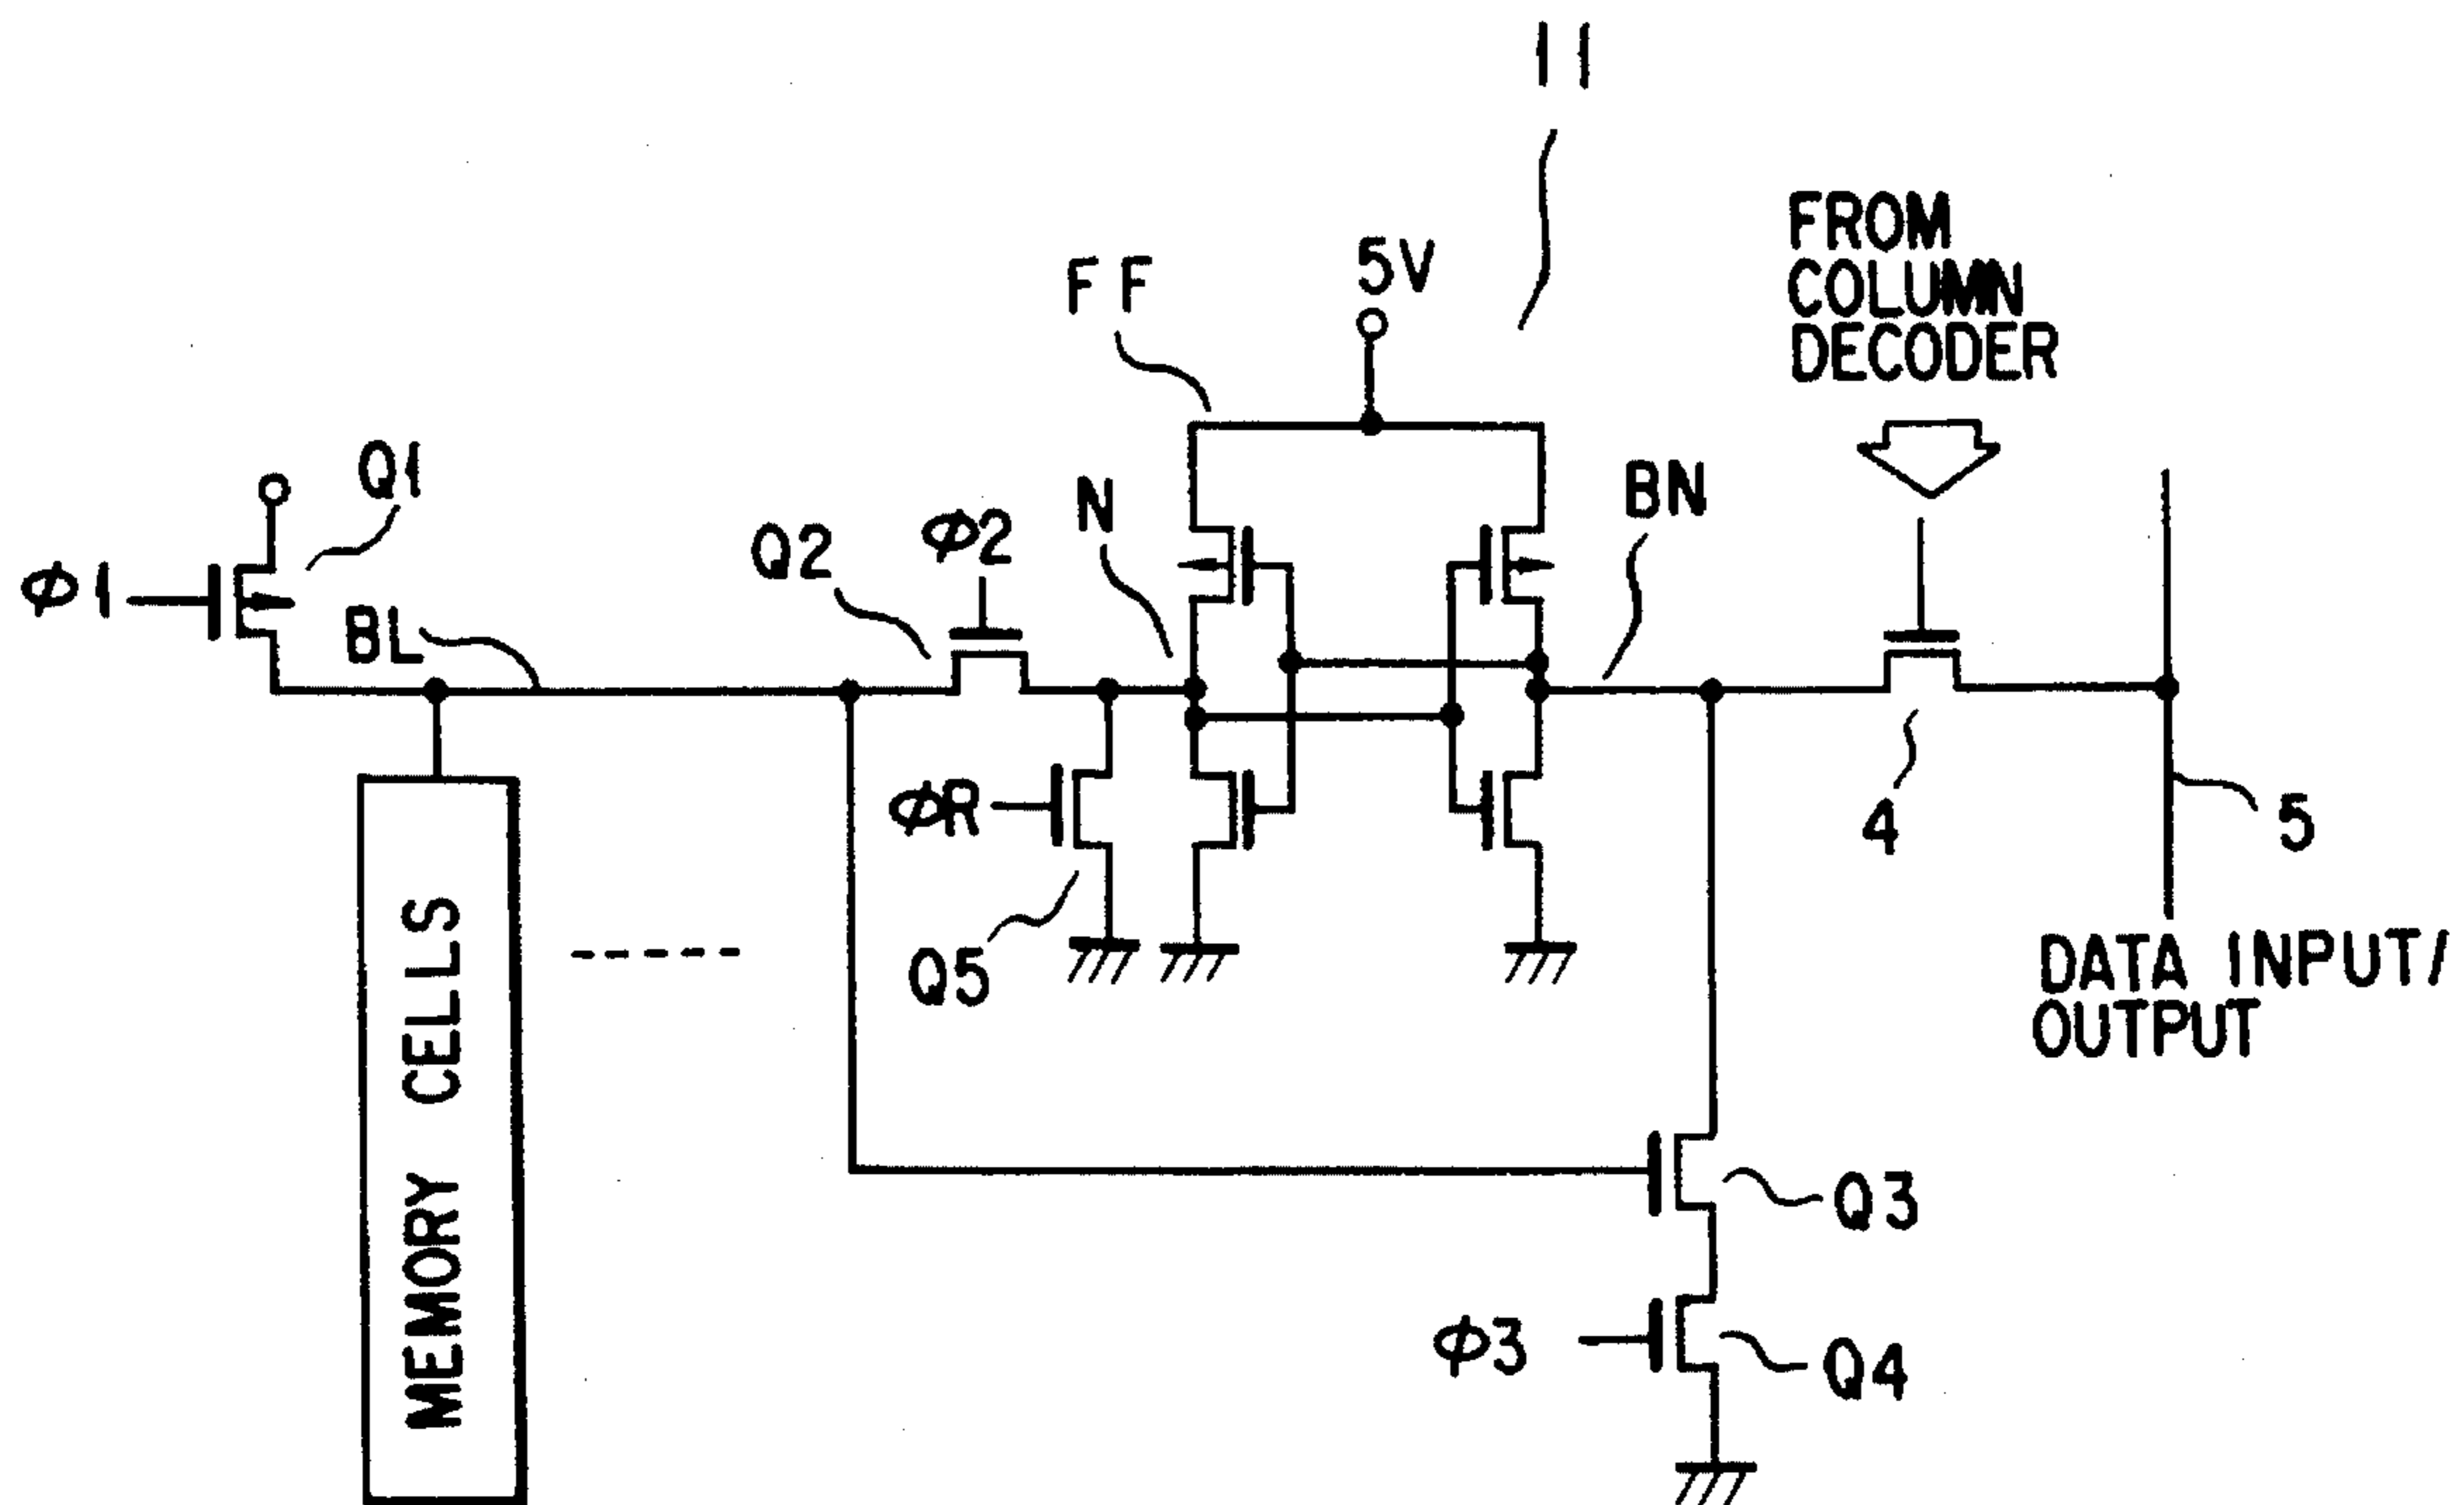 11
FROM
COLUMN
DECODER
5V
FF
Q1
BN
N
φ2
Q2
φ1
BL
φR
4
5
Q5
DATA INPUT/
OUTPUT
MEMORY CELLS
Q3
φ3
Q4